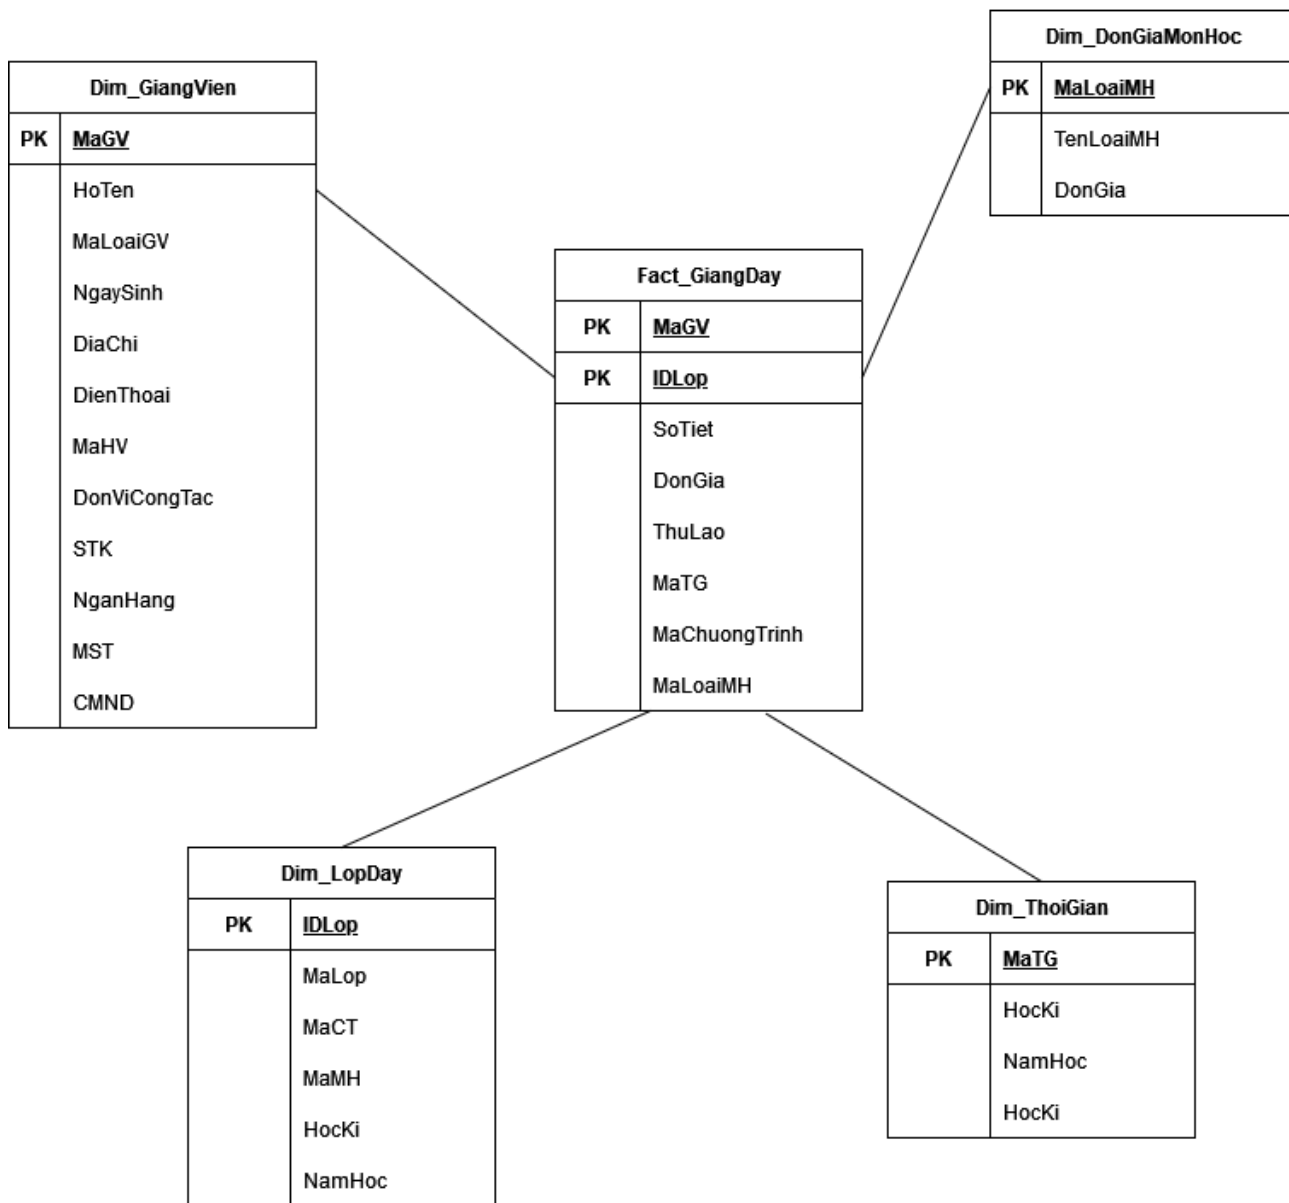 Dim_GiangVien
PK MaGV
HoTen
MaLoaiGV
NgaySinh
DiaChi
DienThoai
MaHV
DonViCongTac
STK
NganHang
MST
CMND
Dim_DonGiaMonHoc
PK MaLoaiMH
TenLoaiMH
DonGia
Fact_GiangDay
PK MaGV
PK IDLop
SoTiet
DonGia
ThuLao
MaTG
MaChuongTrinh
MaLoaiMH
Dim_LopDay
PK IDLop
MaLop
MaCT
MaMH
HocKi
NamHoc
Dim_ThoiGian
PK MaTG
HocKi
NamHoc
HocKi